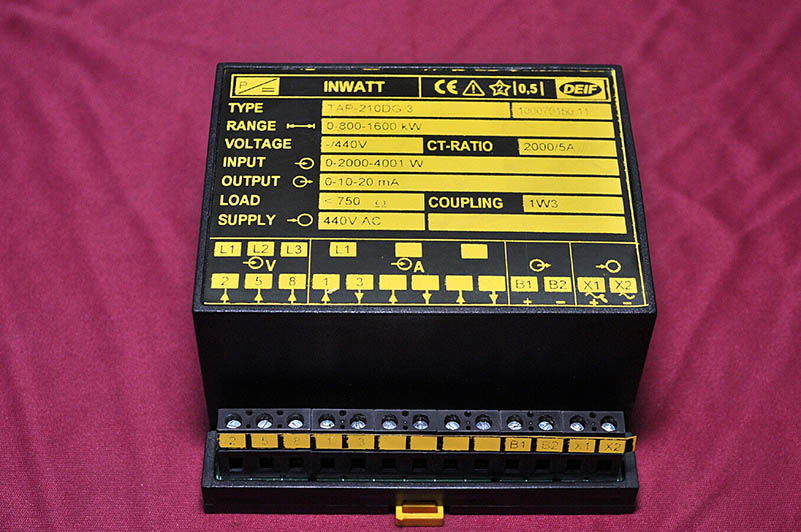 P INWATT CE 2 0,5 DEIF
TYPE TAP-210DG/3
RANGE 0-800-1600 kW
VOLTAGE -/440V CT-RATIO 2000/5A
INPUT 0-2000-4001 W
OUTPUT 0-10-20 mA
LOAD < 750 Ω COUPLING 1W3
SUPPLY 440V AC
L1 L2 L3 L1
V A
2 5 8 1 3 B1 B2 X1 X2
+ - + -
2 5 8 1 3 B1 B2 X1 X2